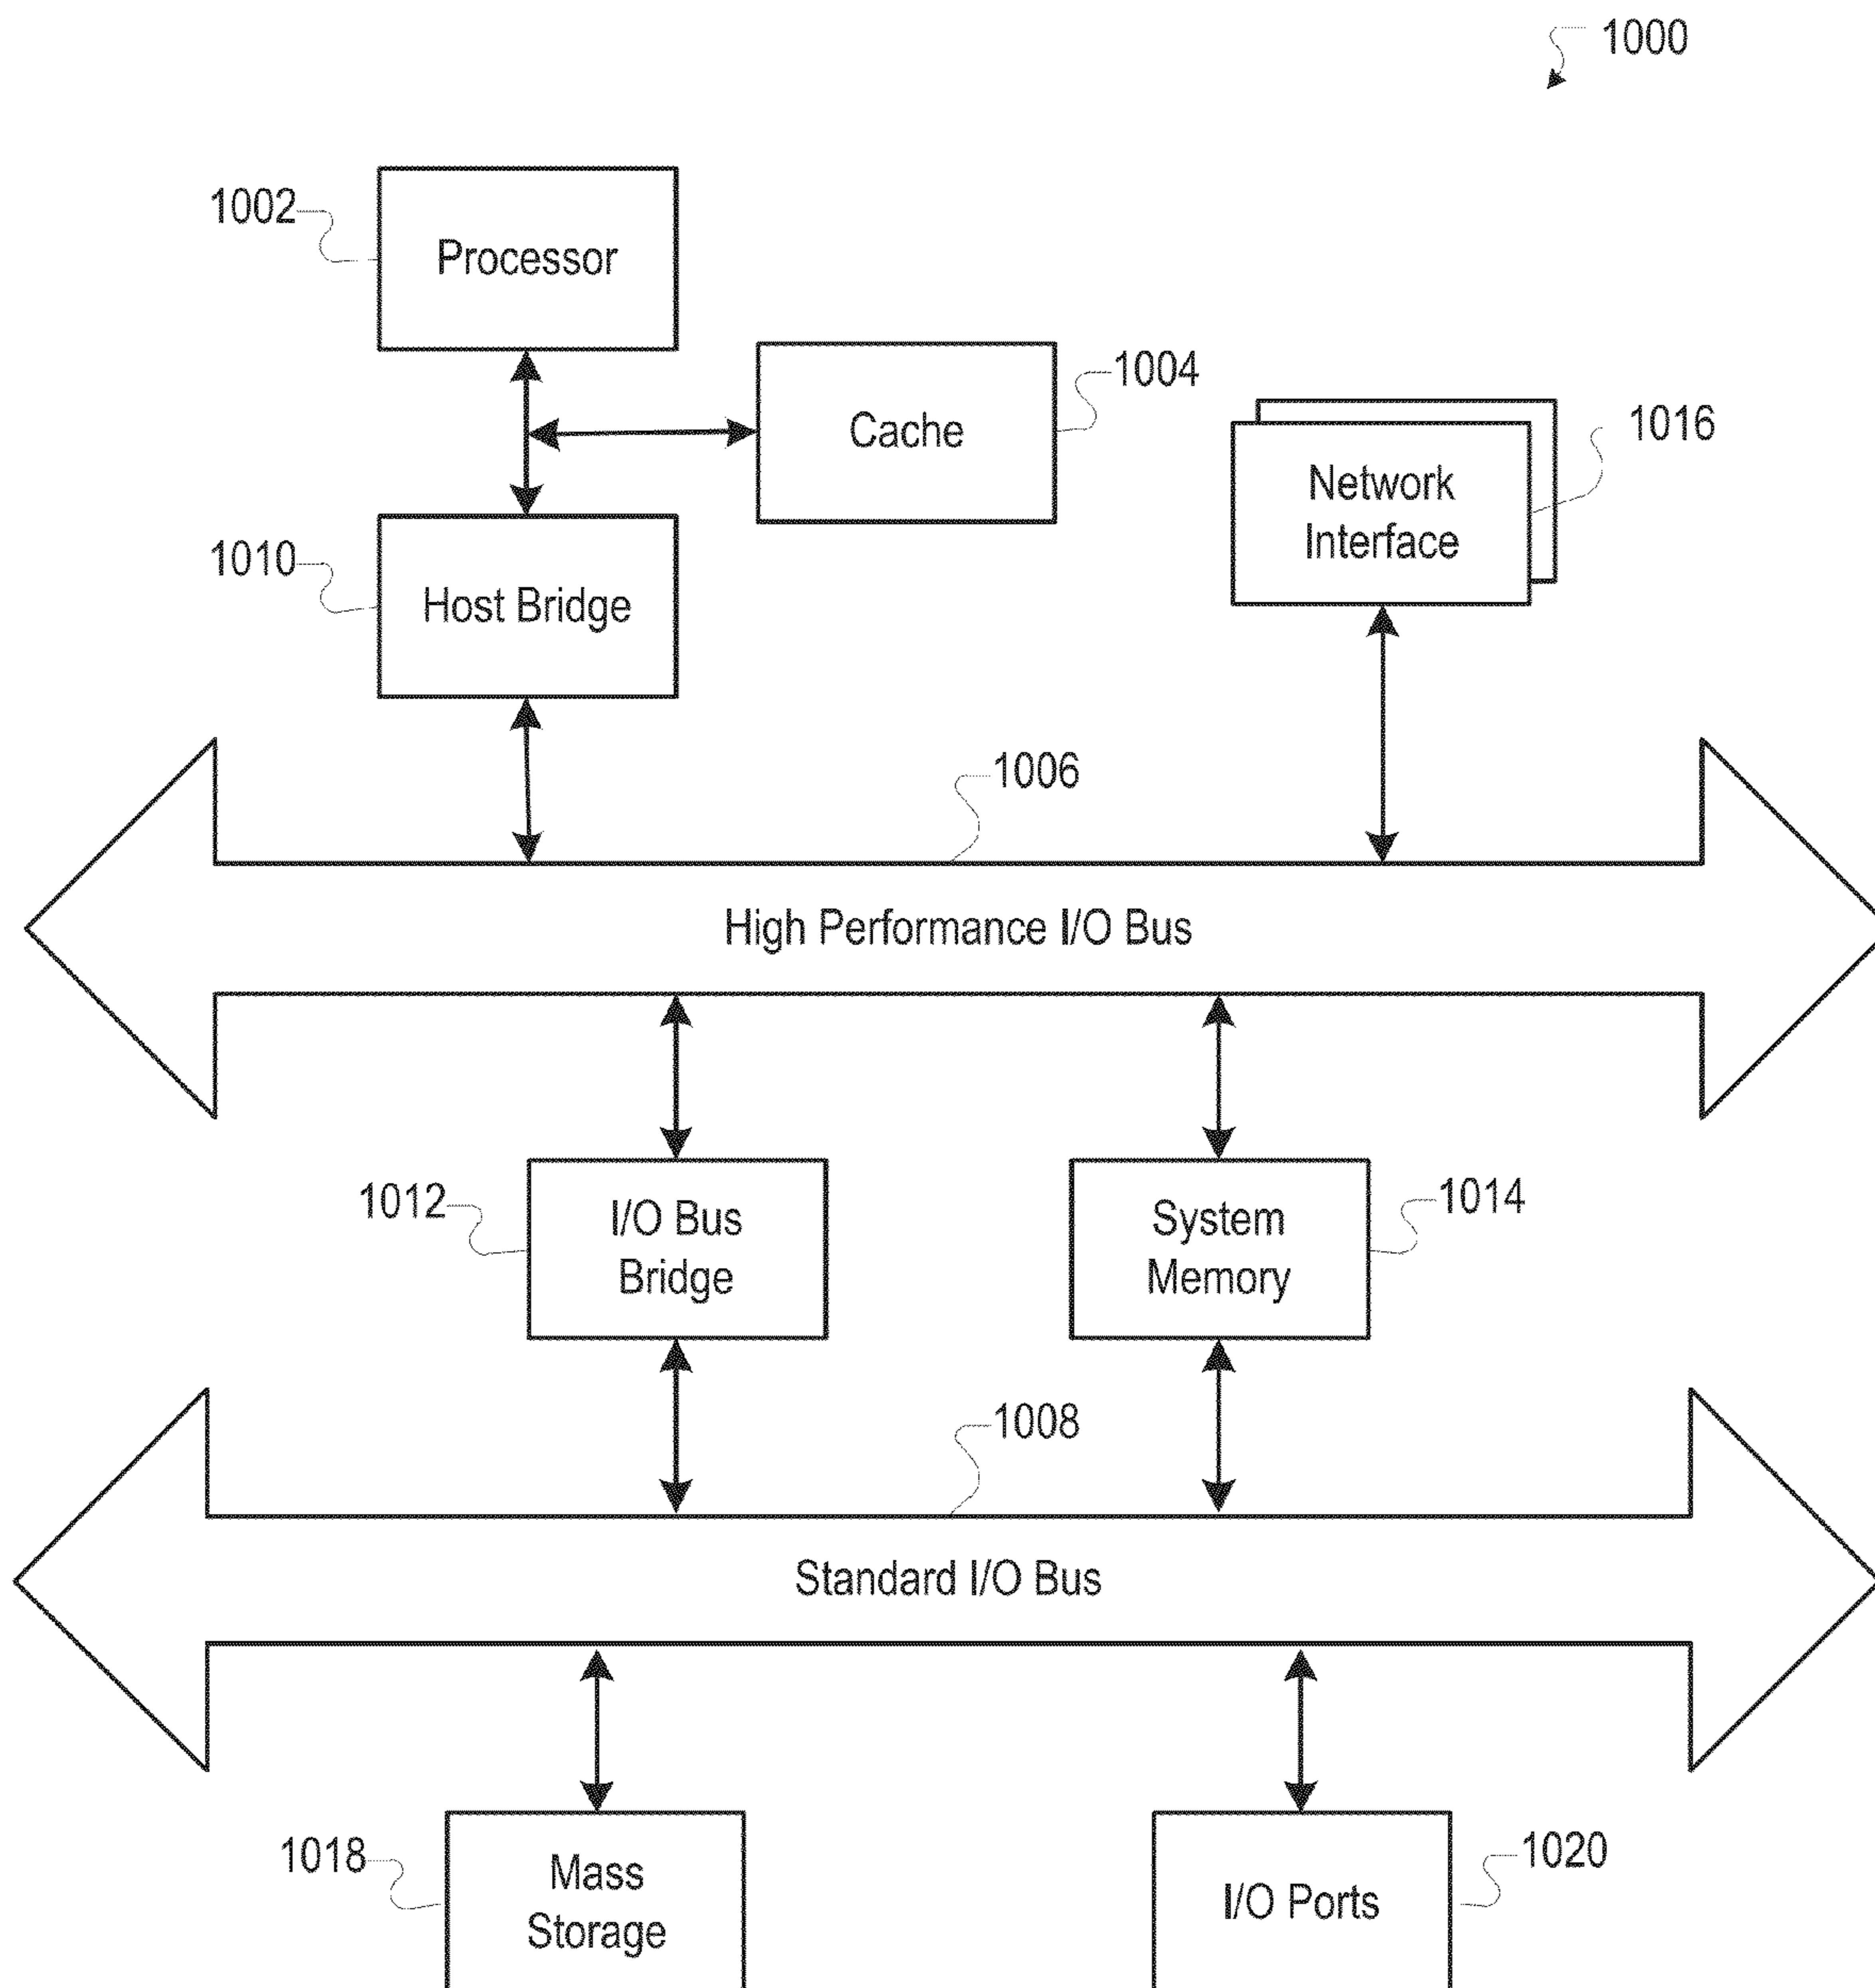 1000
1002
Processor
1004
Cache
1016
Network
Interface
1010
Host Bridge
1006
High Performance I/O Bus
1012
I/O Bus
Bridge
System
Memory
1014
1008
Standard I/O Bus
1018
Mass
Storage
I/O Ports
1020